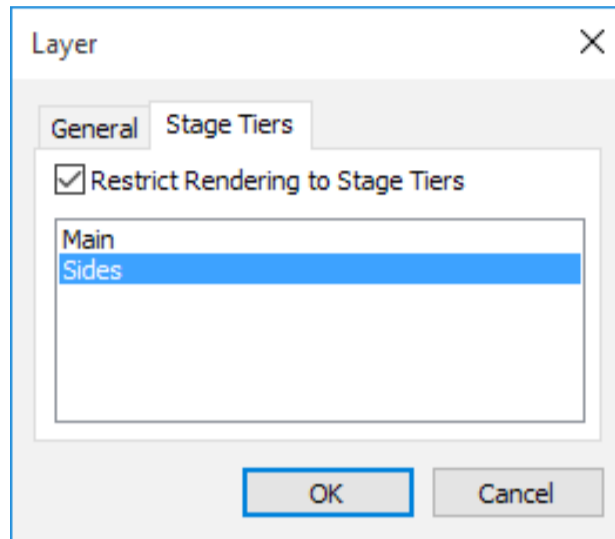 Layer
General Stage Tiers
Restrict Rendering to Stage Tiers
Main
Sides
OK Cancel